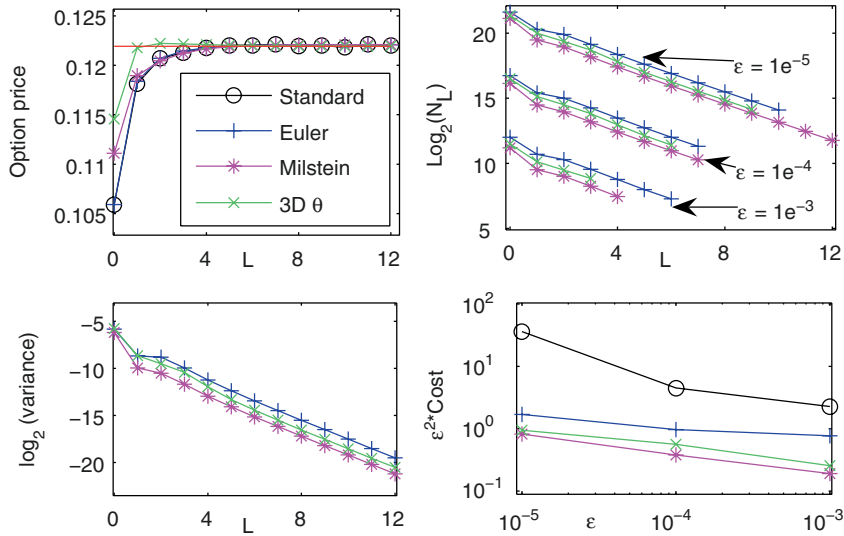 0.125
0.12
0.115
0.11
0.105
Option price
Standard
Euler
Milstein
3D θ
0 4 8 12
L
20
15
10
5
Log2(NL)
ε = 1e-5
ε = 1e-4
ε = 1e-3
0 4 8 12
L
−5
−10
−15
−20
log2 (variance)
0 4 8 12
L
10^2
10^1
10^0
10^-1
ε^2*Cost
10^-5 10^-4 10^-3
ε